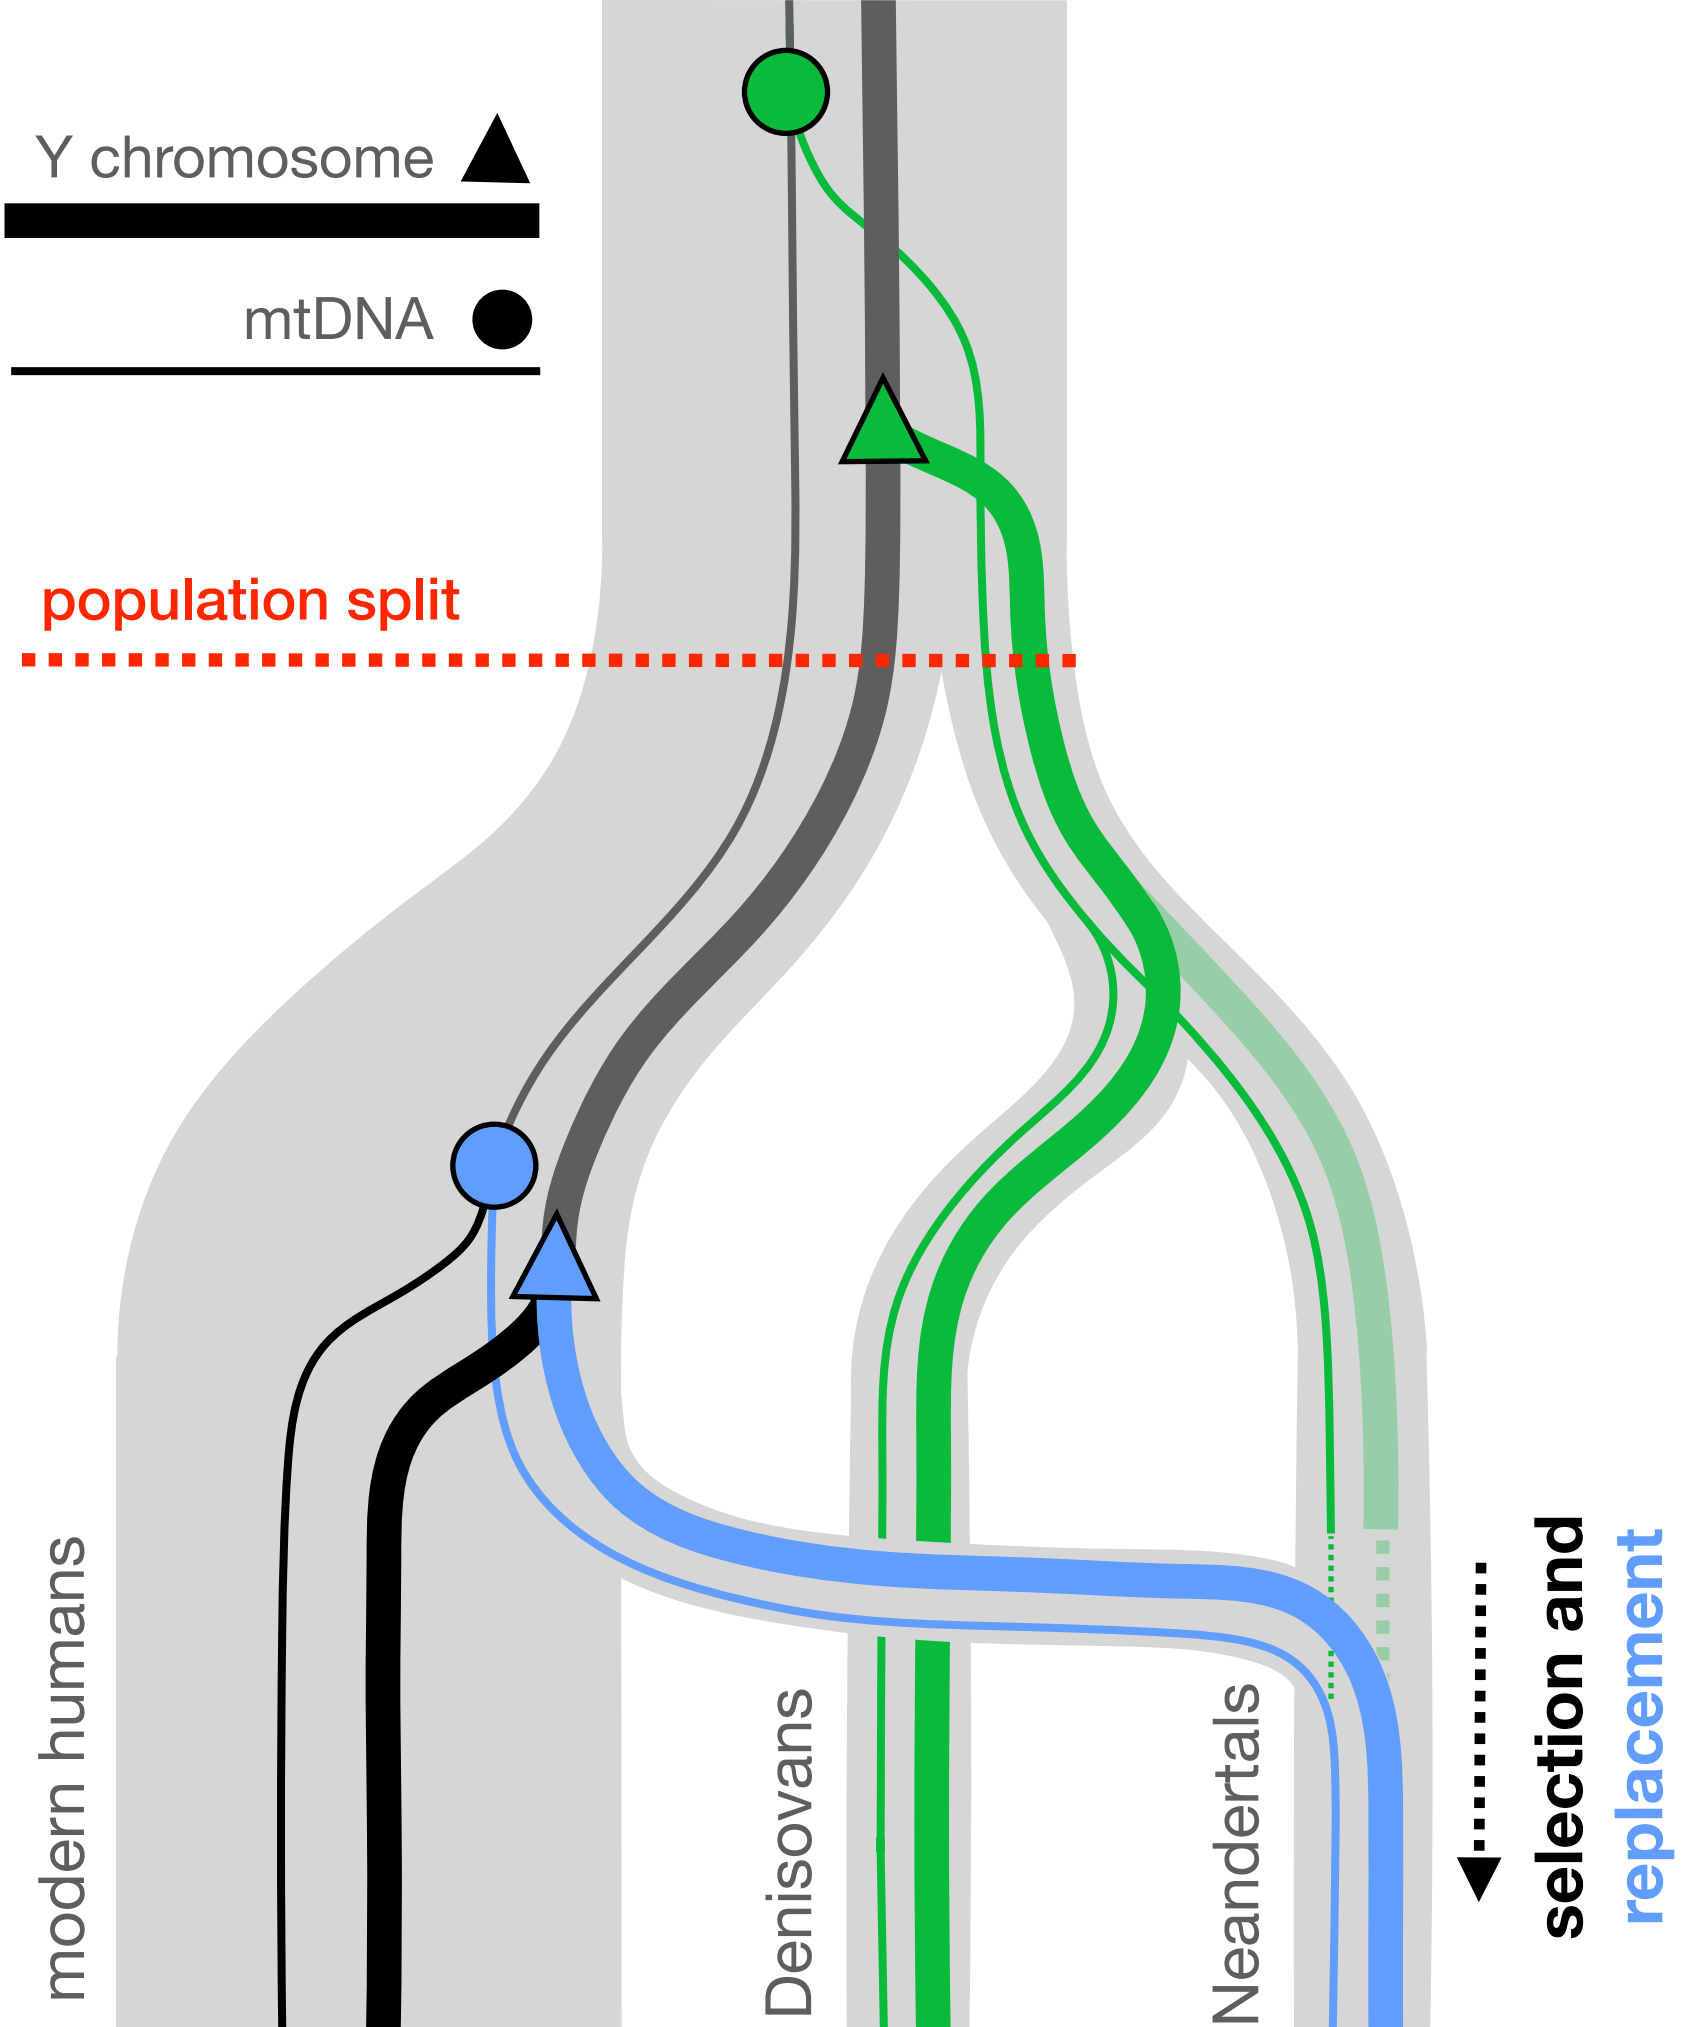 Y chromosome
mtDNA
population split
modern humans
Denisovans
Neandertals
selection and
replacement